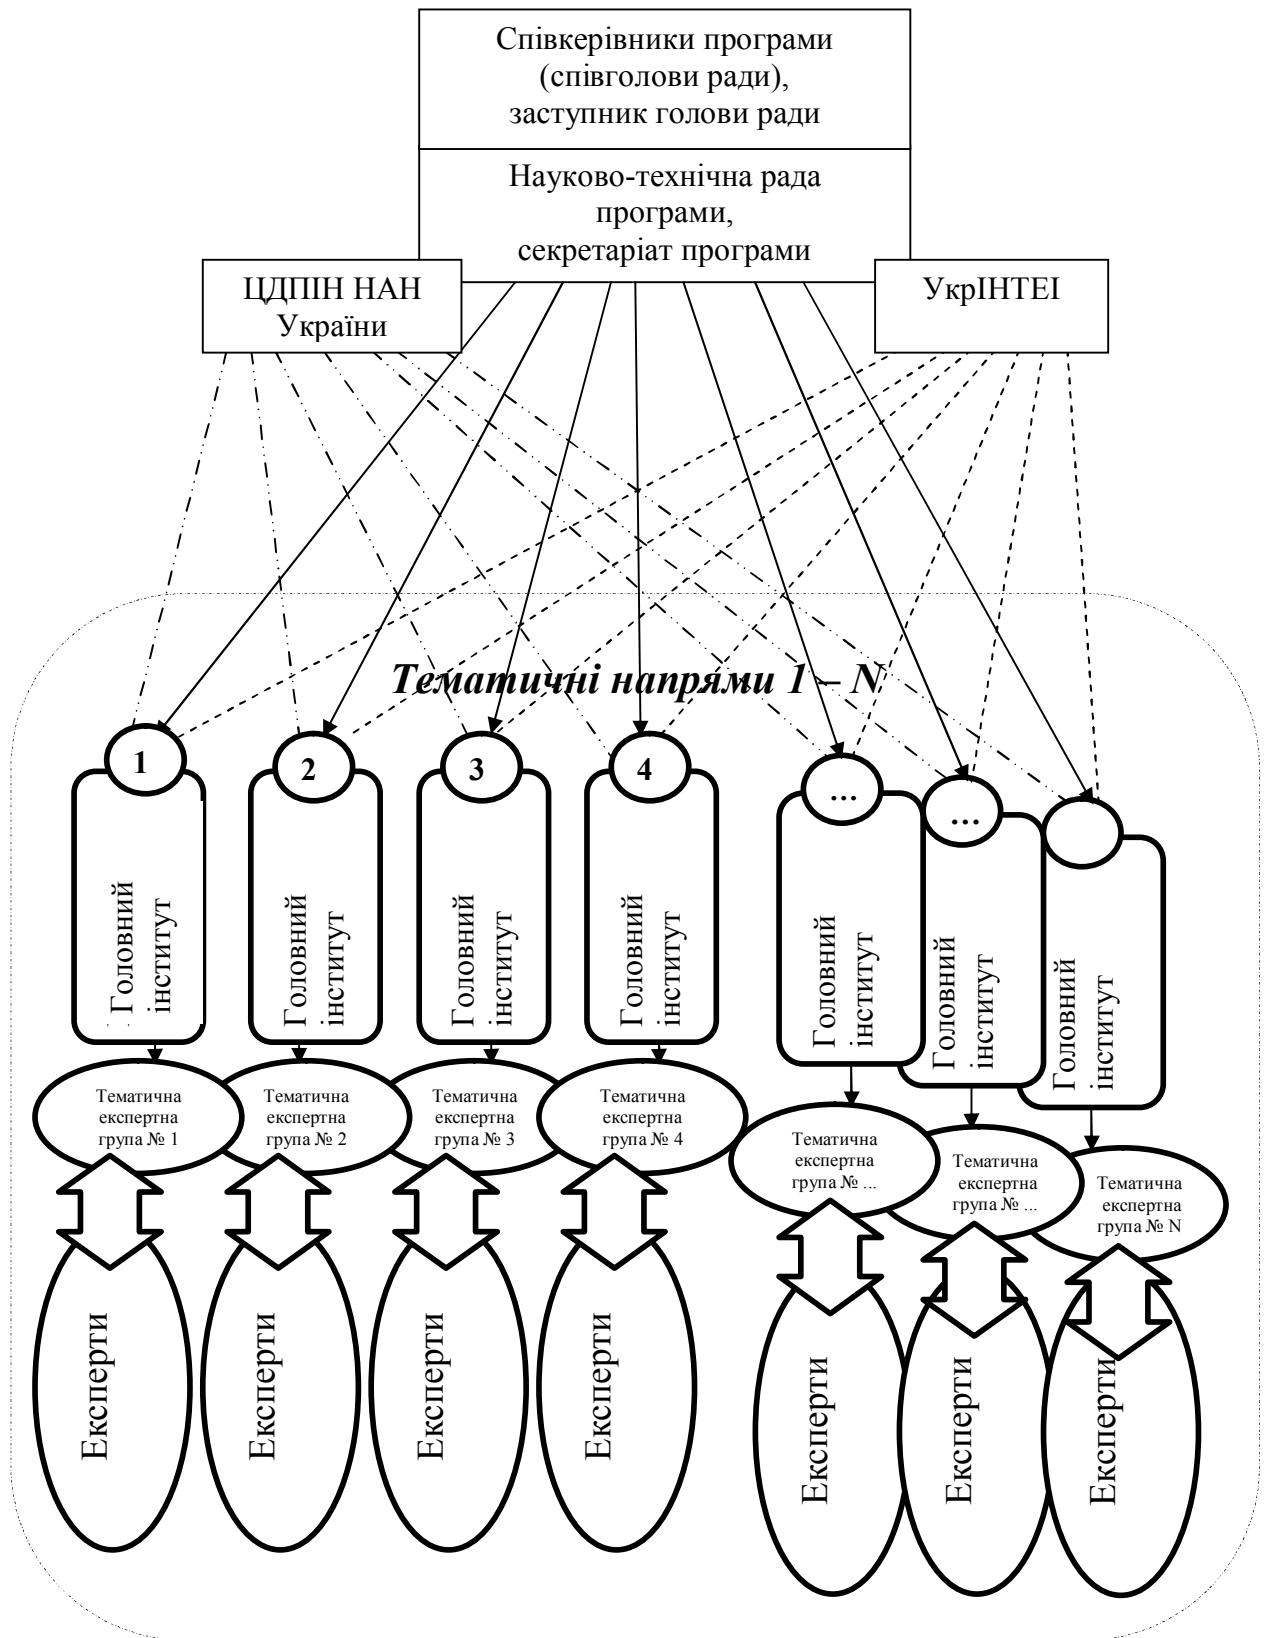 Співкерівники програми
(співголови ради),
заступник голови ради
Науково-технічна рада
програми,
секретаріат програми
ЦДПІН НАН
України
УкрІНТЕІ
Тематичні напрями 1 – N
1
2
3
4
...
...
Головний
інститут
Головний
інститут
Головний
інститут
Головний
інститут
Головний
інститут
Головний
інститут
Головний
інститут
Тематична
експертна
група № 1
Тематична
експертна
група № 2
Тематична
експертна
група № 3
Тематична
експертна
група № 4
Тематична
експертна
група № ...
Тематична
експертна
група № ...
Тематична
експертна
група № N
Експерти
Експерти
Експерти
Експерти
Експерти
Експерти
Експерти